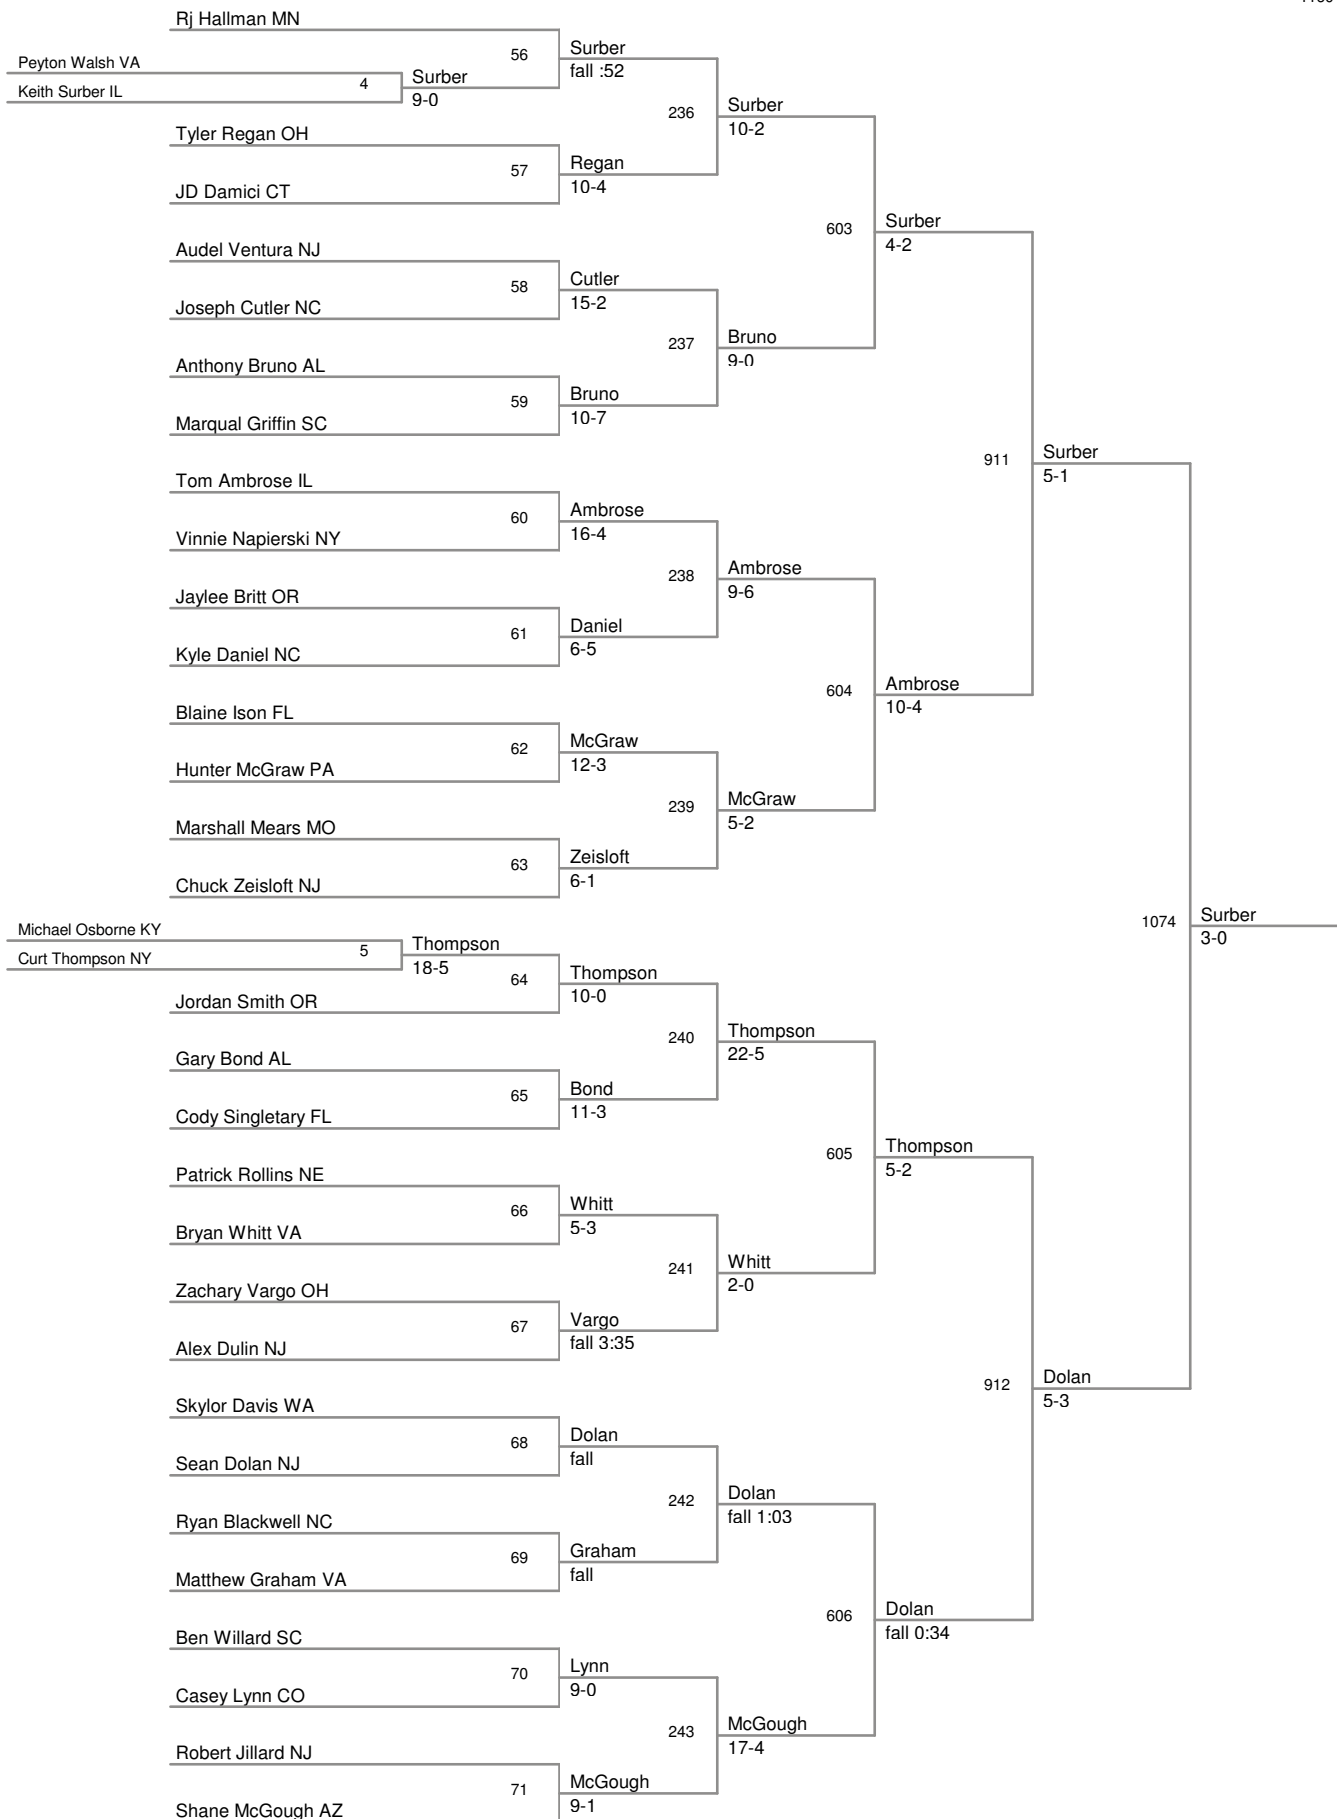 Rj Hallman MN
56
Surber
fall :52
Peyton Walsh VA
4
Surber
Keith Surber IL
9-0
236
Surber
10-2
Tyler Regan OH
57
Regan
10-4
JD Damici CT
603
Surber
4-2
Audel Ventura NJ
58
Cutler
15-2
Joseph Cutler NC
237
Bruno
9-0
Anthony Bruno AL
59
Bruno
10-7
Marqual Griffin SC
911
Surber
5-1
Tom Ambrose IL
60
Ambrose
16-4
Vinnie Napierski NY
238
Ambrose
9-6
Jaylee Britt OR
61
Daniel
6-5
Kyle Daniel NC
604
Ambrose
10-4
Blaine Ison FL
62
McGraw
12-3
Hunter McGraw PA
239
McGraw
5-2
Marshall Mears MO
63
Zeisloft
6-1
Chuck Zeisloft NJ
1074
Surber
3-0
Michael Osborne KY
5
Thompson
Curt Thompson NY
18-5
64
Thompson
10-0
Jordan Smith OR
240
Thompson
22-5
Gary Bond AL
65
Bond
11-3
Cody Singletary FL
605
Thompson
5-2
Patrick Rollins NE
66
Whitt
5-3
Bryan Whitt VA
241
Whitt
2-0
Zachary Vargo OH
67
Vargo
fall 3:35
Alex Dulin NJ
912
Dolan
5-3
Skylor Davis WA
68
Dolan
fall
Sean Dolan NJ
242
Dolan
fall 1:03
Ryan Blackwell NC
69
Graham
fall
Matthew Graham VA
606
Dolan
fall 0:34
Ben Willard SC
70
Lynn
9-0
Casey Lynn CO
243
McGough
17-4
Robert Jillard NJ
71
McGough
9-1
Shane McGough AZ